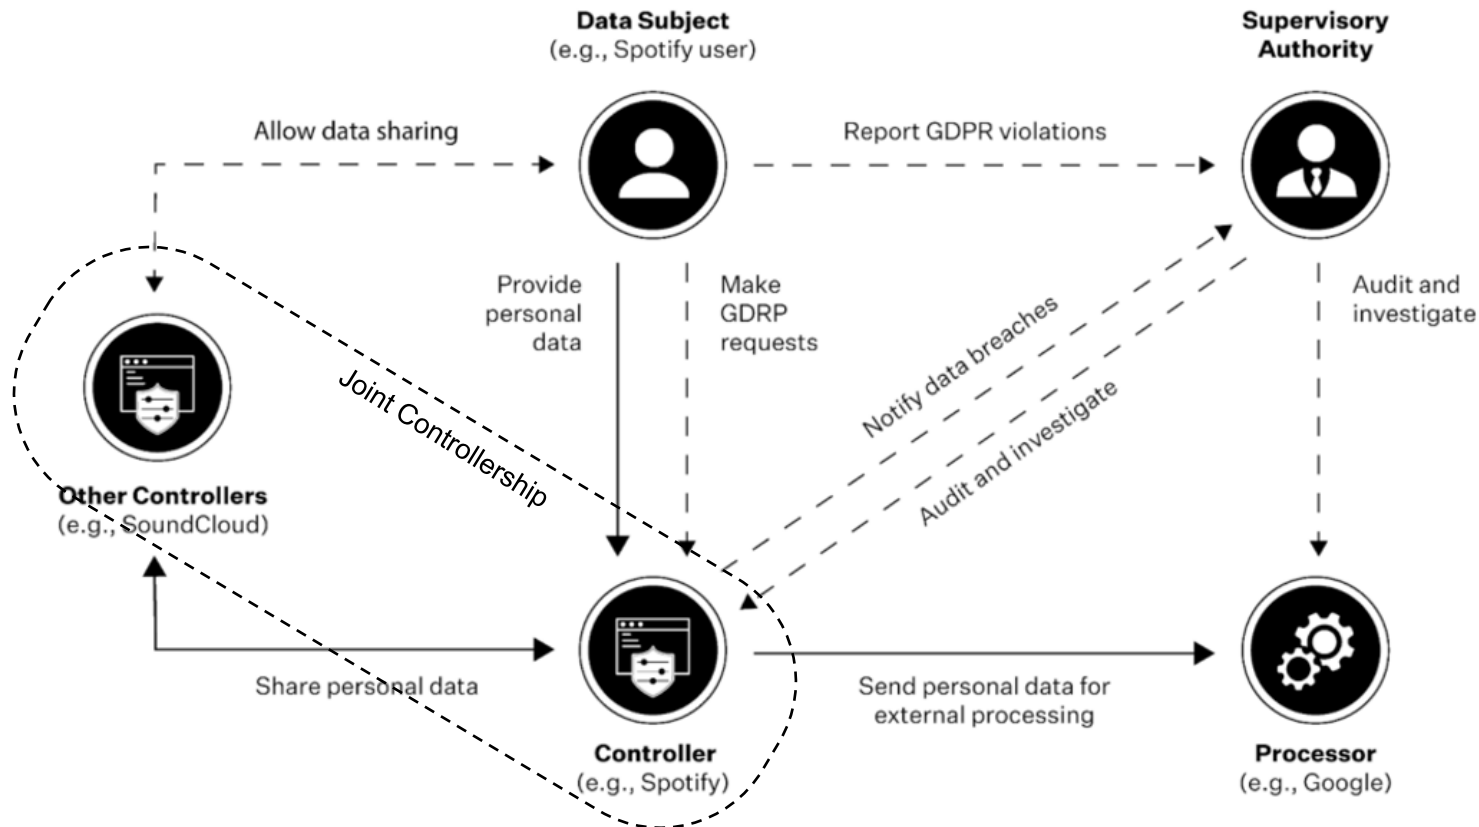 Data Subject
(e.g., Spotify user)
Supervisory
Authority
Allow data sharing
Report GDPR violations
Provide
personal
data
Make
GDRP
requests
Notify data breaches
Audit and investigate
Audit and
investigate
Joint Controllership
Other Controllers
(e.g., SoundCloud)
Share personal data
Send personal data for
external processing
Controller
(e.g., Spotify)
Processor
(e.g., Google)